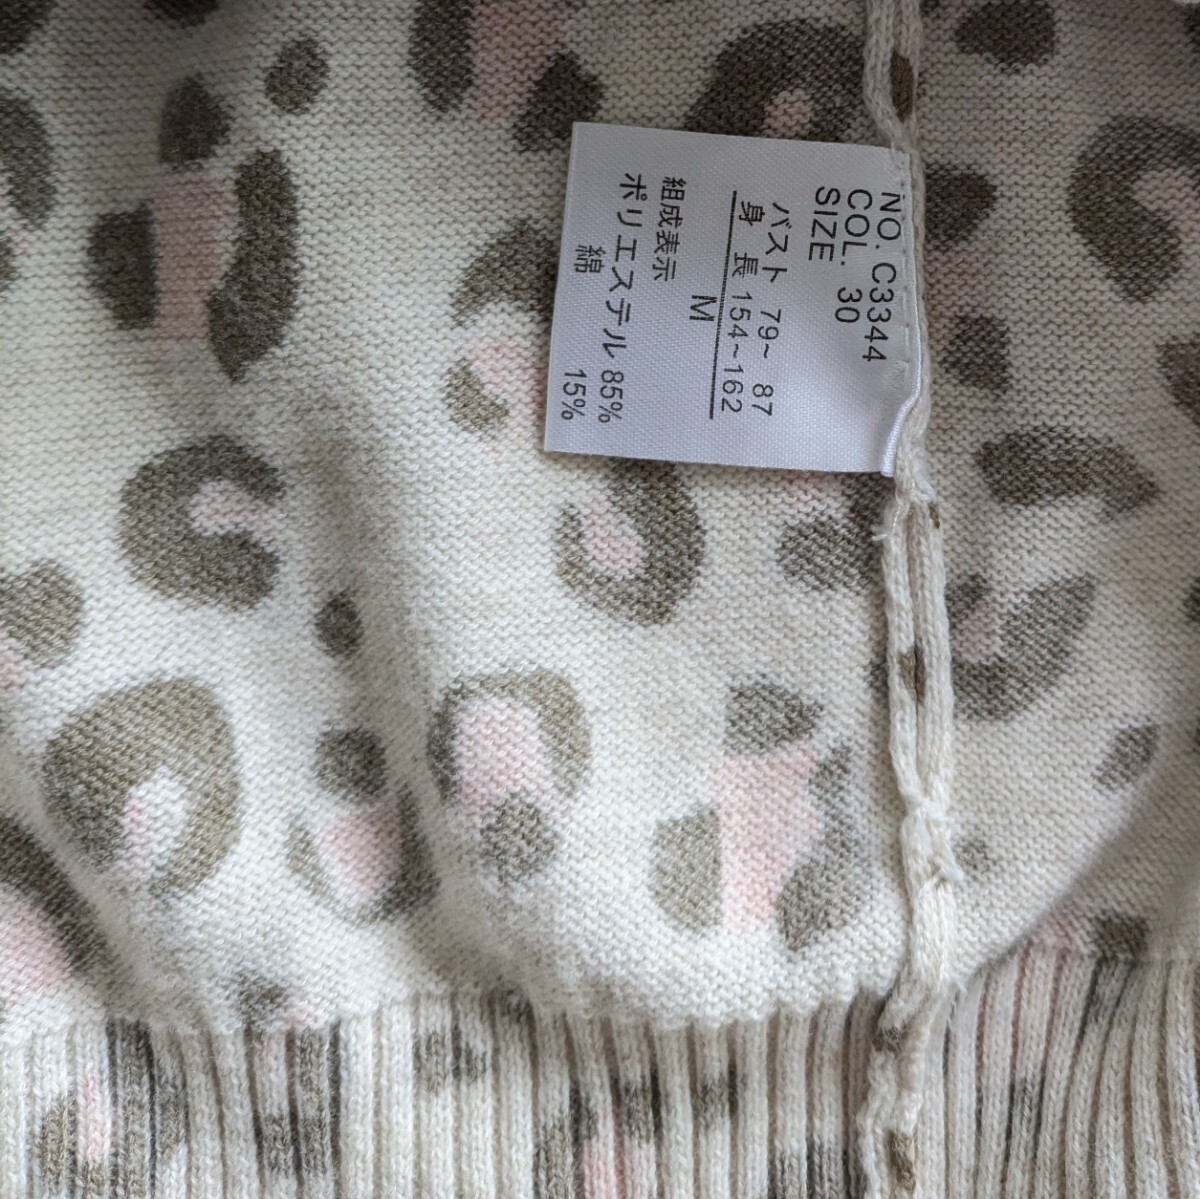 NO. C3344
COL. 30
SIZE
バスト 79~ 87
身 長 154~162
M
組成表示
ポリエステル 85%
綿 15%